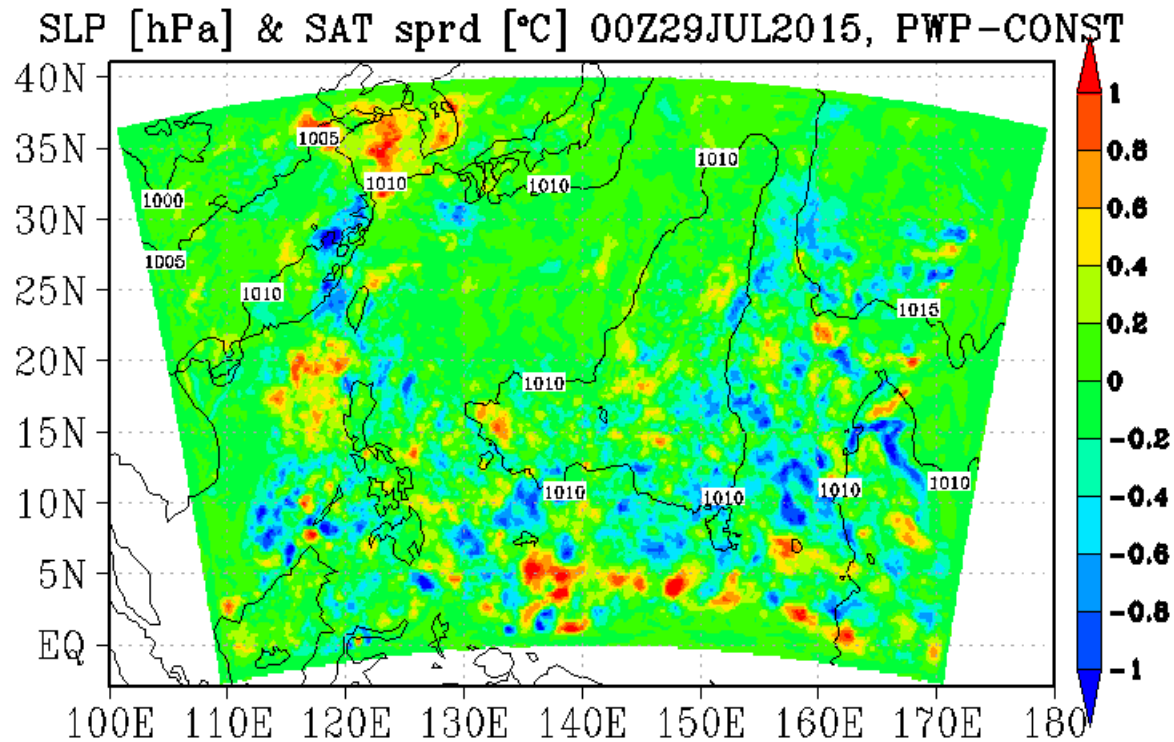 SLP [hPa] & SAT sprd [°C] 00Z29JUL2015, PWP-CONST
40N
35N
30N
25N
20N
15N
10N
5N
EQ
100E 110E 120E 130E 140E 150E 160E 170E 180
1
0.8
0.6
0.4
0.2
0
-0.2
-0.4
-0.6
-0.8
-1
1005
1010
1000
1010
1010
1005
1010
1015
1010
1010
1010
1010
1010